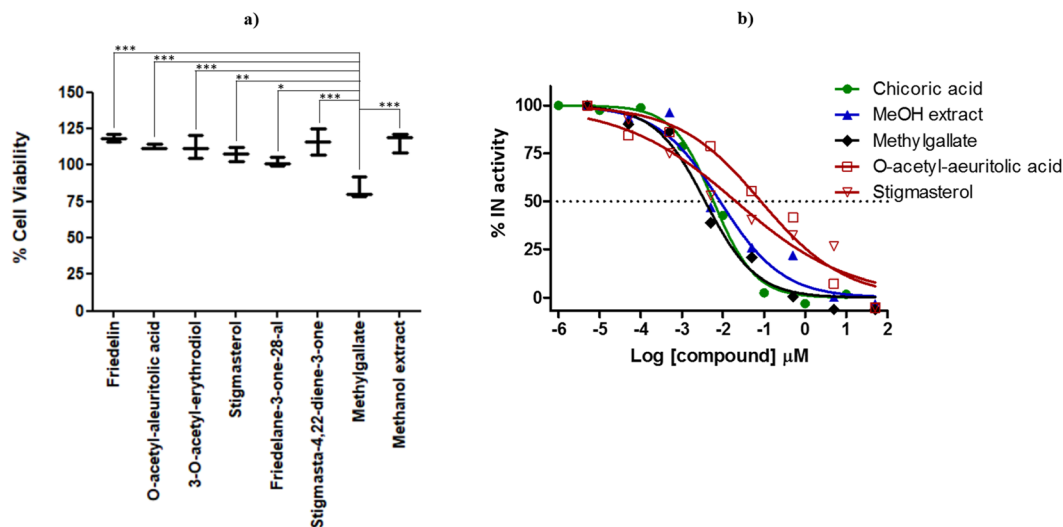 a)
***
***
***
**
*
***
***
150
125
100
75
50
25
0
% Cell Viability
Friedelin
O-acetyl-aleuritolic acid
3-O-acetyl-erythrodiol
Stigmasterol
Friedelane-3-one-28-al
Stigmasta-4,22-diene-3-one
Methylgallate
Methanol extract
b)
100
75
50
25
0
% IN activity
-6 -5 -4 -3 -2 -1 0 1 2
Log [compound] μM
Chicoric acid
MeOH extract
Methylgallate
O-acetyl-aeuritolic acid
Stigmasterol